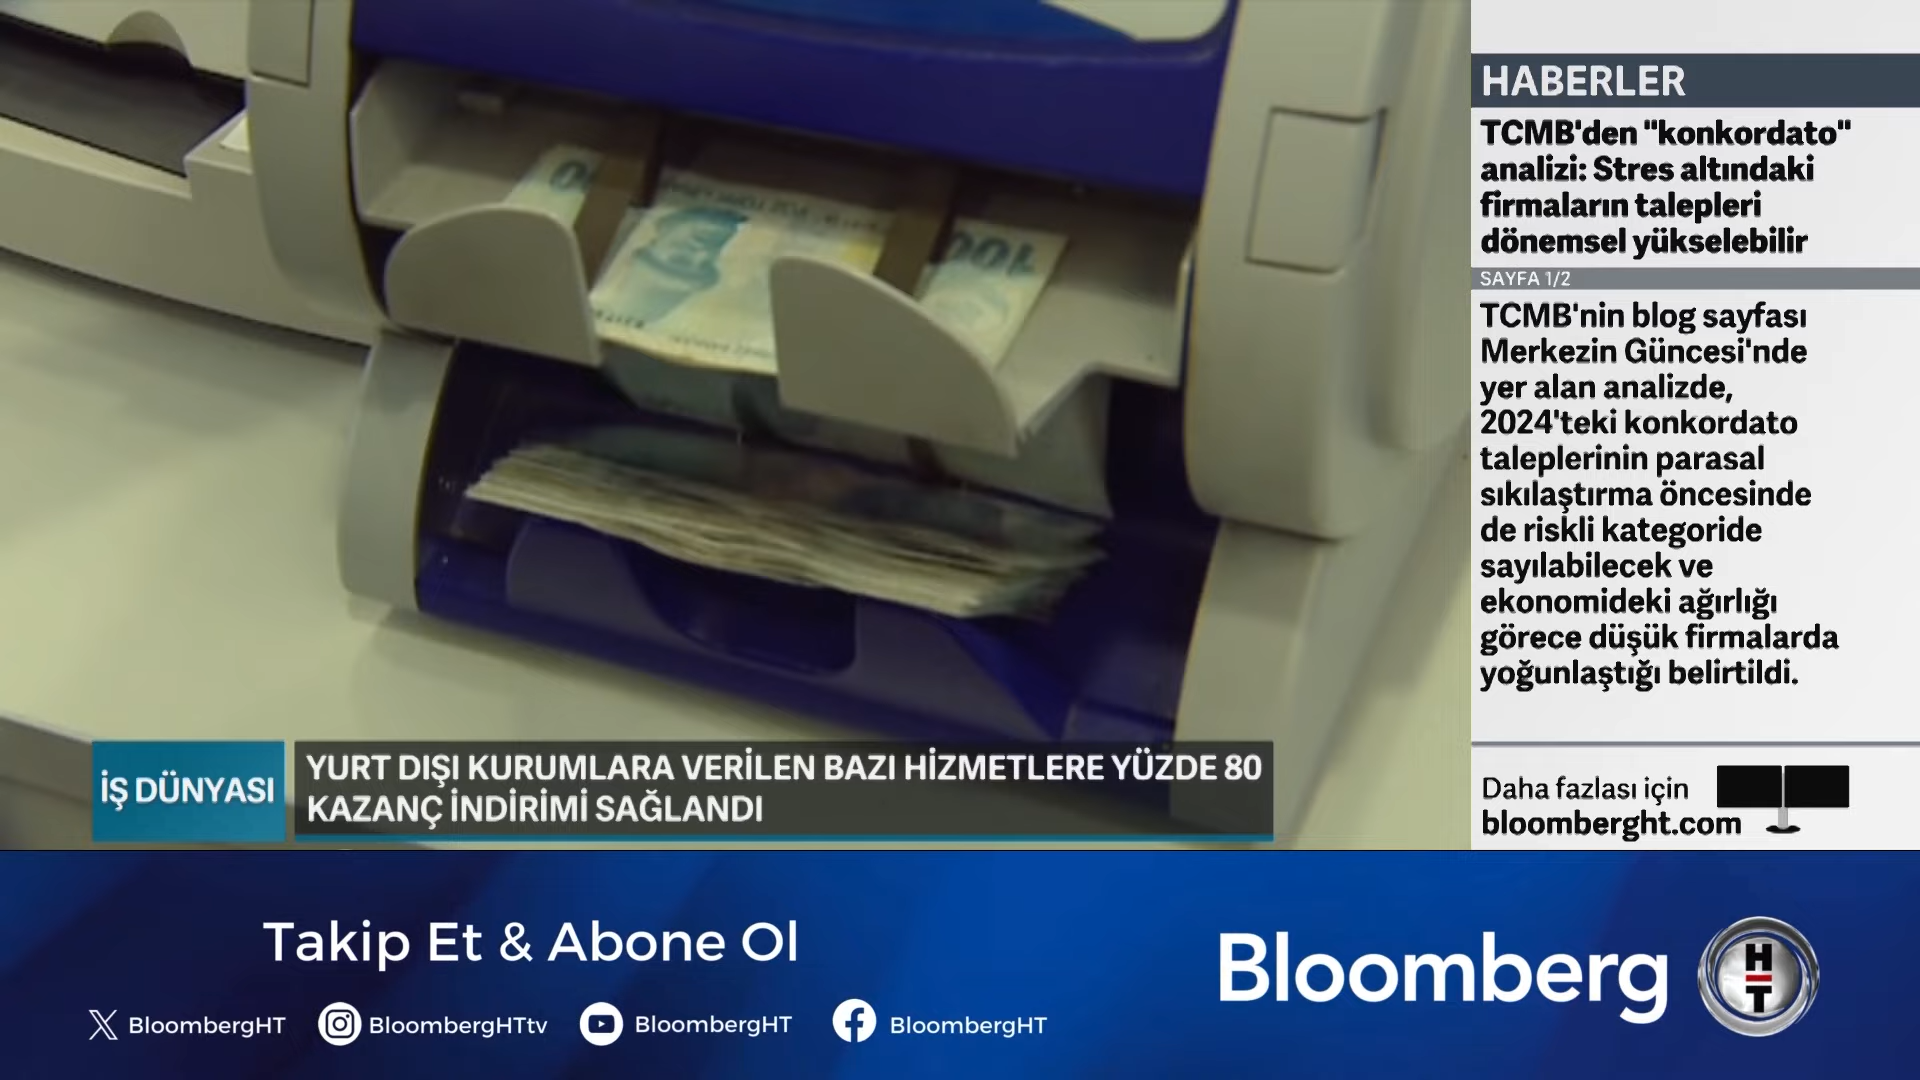 HABERLER
TCMB'den "konkordato"
analizi: Stres altındaki
firmaların talepleri
dönemsel yükselebilir
SAYFA 1/2
TCMB'nin blog sayfası
Merkezin Güncesi'nde
yer alan analizde,
2024'teki konkordato
taleplerinin parasal
sıkılaştırma öncesinde
de riskli kategoride
sayılabilecek ve
ekonomideki ağırlığı
görece düşük firmalarda
yoğunlaştığı belirtildi.
Daha fazlası için
bloomberght.com
100
İŞ DÜNYASI
YURT DIŞI KURUMLARA VERİLEN BAZI HİZMETLERE YÜZDE 80
KAZANÇ İNDİRİMİ SAĞLANDI
Takip Et & Abone Ol
BloombergHT
BloombergHTtv
BloombergHT
BloombergHT
Bloomberg
HT